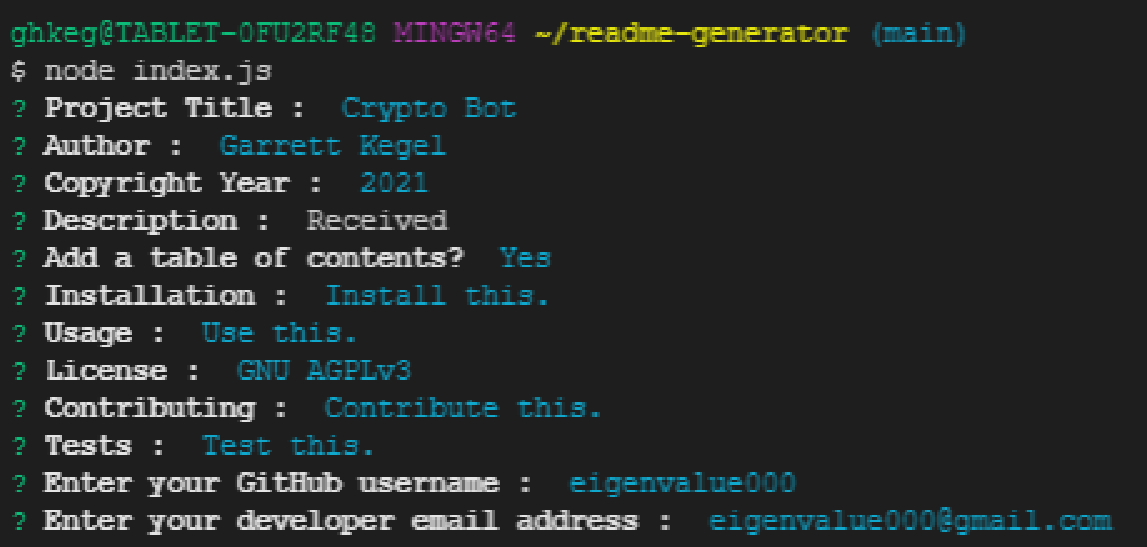 ghkeg@TABLET-0FU2RF48 MINGW64 ~/readme-generator (main)
$ node index.js
? Project Title :  Crypto Bot
? Author :  Garrett Kegel
? Copyright Year :  2021
? Description :  Received
? Add a table of contents?  Yes
? Installation :  Install this.
? Usage :  Use this.
? License :  GNU AGPLv3
? Contributing :  Contribute this.
? Tests :  Test this.
? Enter your GitHub username :  eigenvalue000
? Enter your developer email address :  eigenvalue000@gmail.com